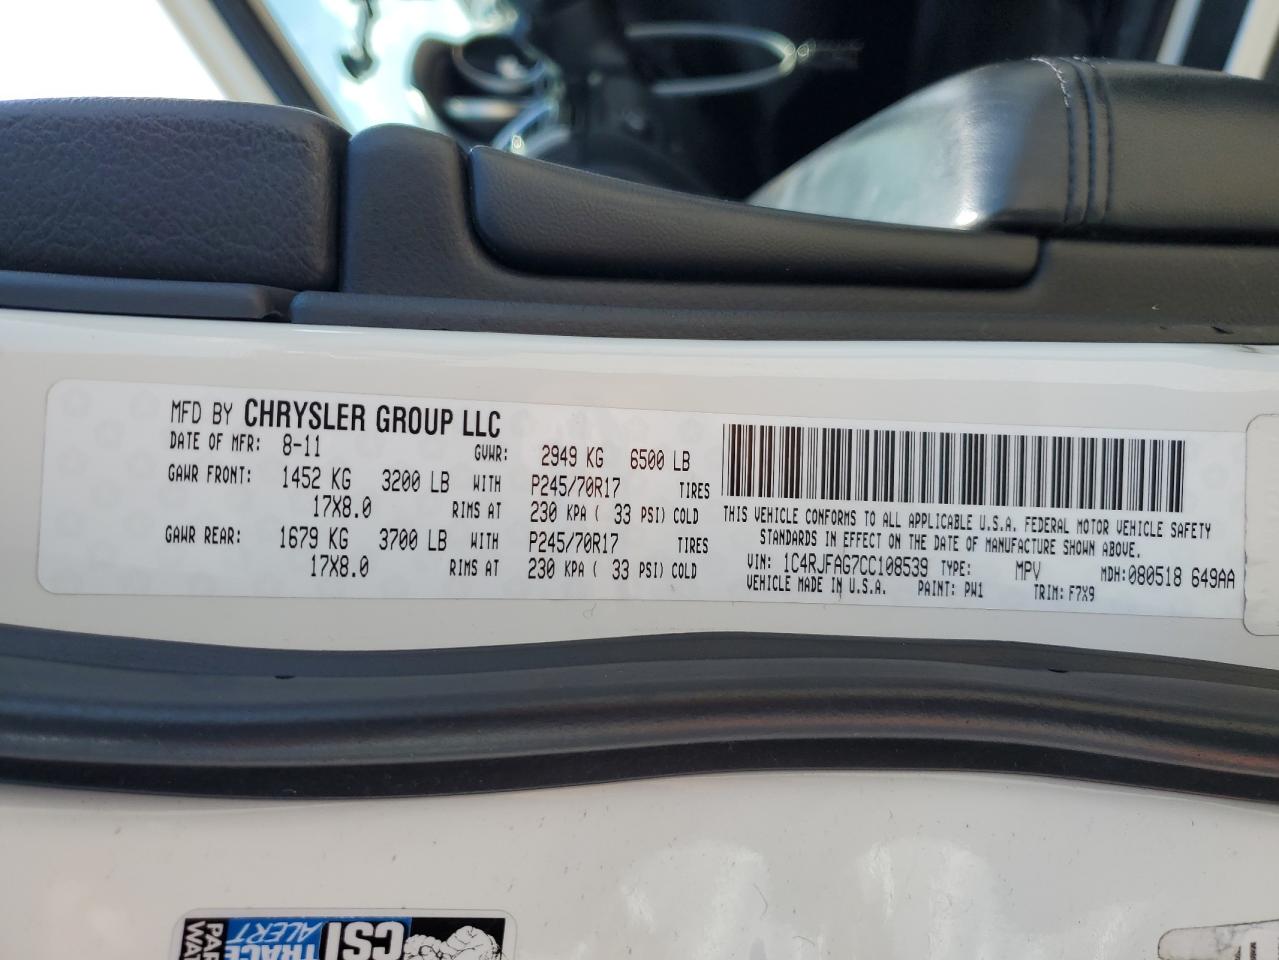 MFD BY CHRYSLER GROUP LLC
DATE OF MFR: 8-11 GVWR: 2949 KG 6500 LB
GAWR FRONT: 1452 KG 3200 LB WITH P245/70R17 TIRES
17X8.0 RIMS AT 230 KPA ( 33 PSI) COLD
GAWR REAR: 1679 KG 3700 LB WITH P245/70R17 TIRES
17X8.0 RIMS AT 230 KPA ( 33 PSI) COLD
THIS VEHICLE CONFORMS TO ALL APPLICABLE U.S.A. FEDERAL MOTOR VEHICLE SAFETY
STANDARDS IN EFFECT ON THE DATE OF MANUFACTURE SHOWN ABOVE.
VIN: 1C4RJFAG7CC108539 TYPE: MPV MDH:080518 649AA
VEHICLE MADE IN U.S.A. PAINT: PW1 TRIM: F7X9
CSI
TRACE
ALERT